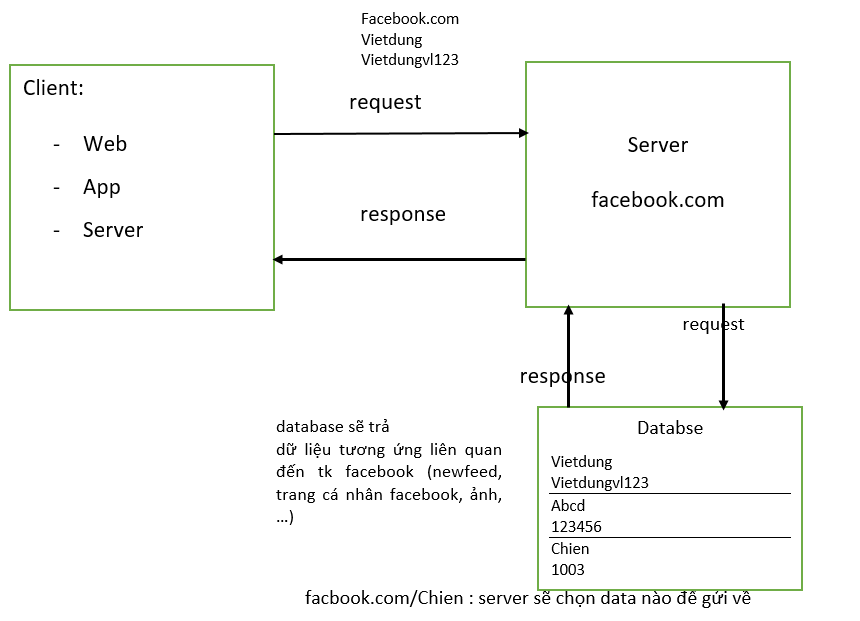 Facebook.com
Vietdung
Vietdungvl123
Client:
- Web
- App
- Server
request
response
Server
facebook.com
request
response
database sẽ trả
dữ liệu tương ứng liên quan
đến tk facebook (newfeed,
trang cá nhân facebook, ảnh,
...)
Databse
Vietdung
Vietdungvl123
Abcd
123456
Chien
1003
facbook.com/Chien : server sẽ chọn data nào để gứi về